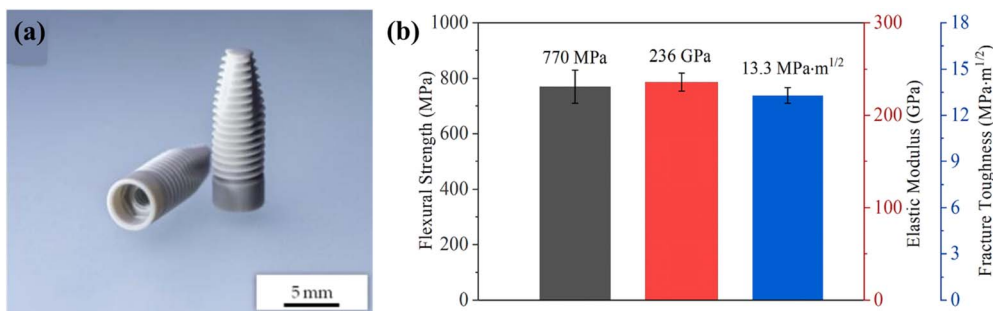 (a)
5 mm
(b)
Flexural Strength (MPa)
1000
800
600
400
200
0
770 MPa
236 GPa
13.3 MPa·m1/2
300
200
100
0
Elastic Modulus (GPa)
18
15
12
9
6
3
0
Fracture Toughness (MPa·m1/2)